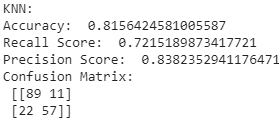 KNN:
Accuracy:  0.8156424581005587
Recall Score:  0.7215189873417721
Precision Score:  0.8382352941176471
Confusion Matrix:
 [[89 11]
 [22 57]]